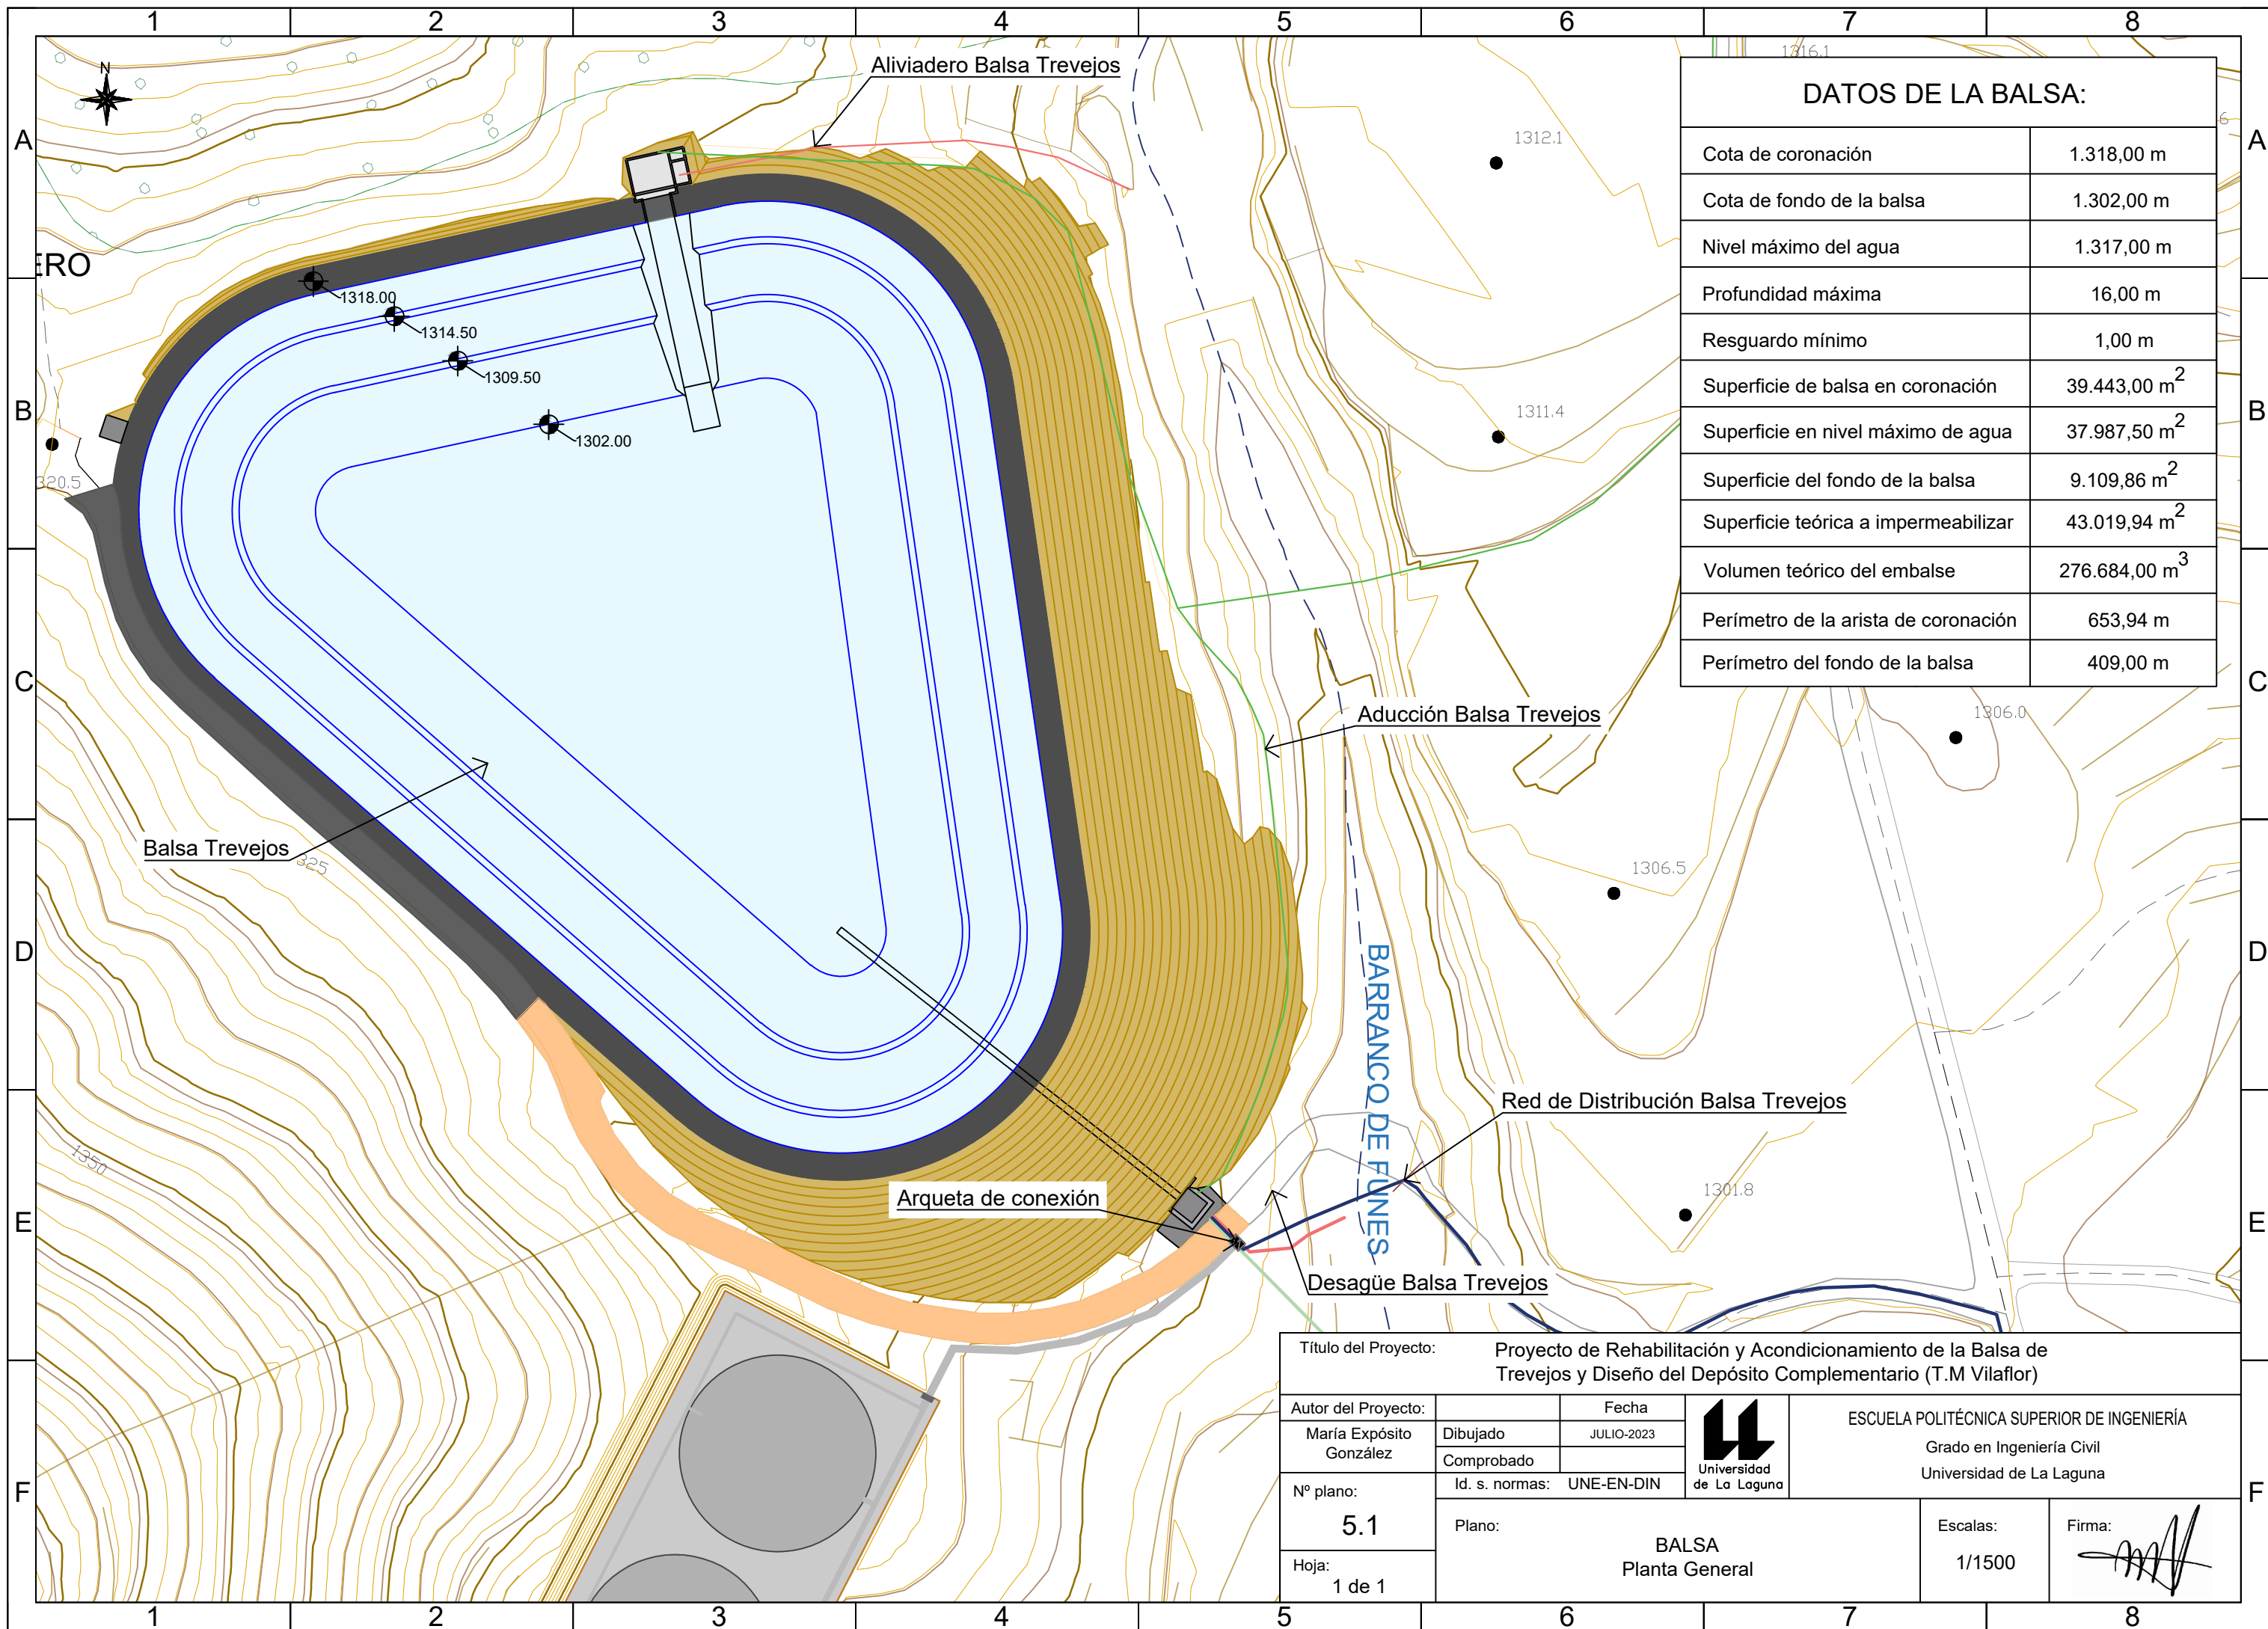 1 2 3 4 5 6 7 8
A A
B B
C C
D D
E E
F F
N
Aliviadero Balsa Trevejos
1316.1
1312.1
1311.4
ERO
1318.00
1314.50
1309.50
1302.00
320.5
DATOS DE LA BALSA:
Cota de coronación 1.318,00 m
Cota de fondo de la balsa 1.302,00 m
Nivel máximo del agua 1.317,00 m
Profundidad máxima 16,00 m
Resguardo mínimo 1,00 m
Superficie de balsa en coronación 39.443,00 m²
Superficie en nivel máximo de agua 37.987,50 m²
Superficie del fondo de la balsa 9.109,86 m²
Superficie teórica a impermeabilizar 43.019,94 m²
Volumen teórico del embalse 276.684,00 m³
Perímetro de la arista de coronación 653,94 m
Perímetro del fondo de la balsa 409,00 m
Aducción Balsa Trevejos
1306.0
Balsa Trevejos
325
1306.5
BARRANCO DE FUNES
Red de Distribución Balsa Trevejos
1350
Arqueta de conexión
1301.8
Desagüe Balsa Trevejos
Título del Proyecto:
Proyecto de Rehabilitación y Acondicionamiento de la Balsa de
Trevejos y Diseño del Depósito Complementario (T.M Vilaflor)
Autor del Proyecto:
María Expósito
González
Fecha
Dibujado JULIO-2023
Comprobado
Id. s. normas: UNE-EN-DIN
Universidad
de La Laguna
ESCUELA POLITÉCNICA SUPERIOR DE INGENIERÍA
Grado en Ingeniería Civil
Universidad de La Laguna
Nº plano:
5.1
Hoja:
1 de 1
Plano:
BALSA
Planta General
Escalas:
1/1500
Firma:
1 2 3 4 5 6 7 8